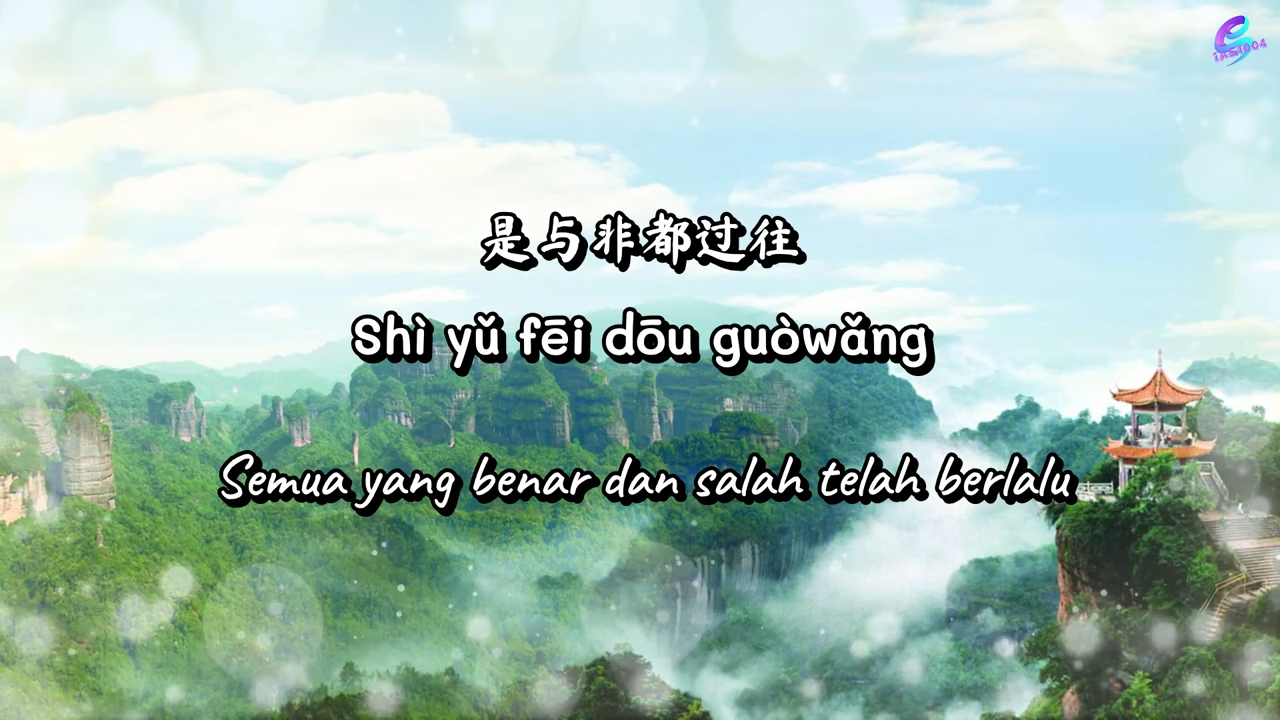 是与非都过往
Shì yǔ fēi dōu guòwǎng
Semua yang benar dan salah telah berlalu